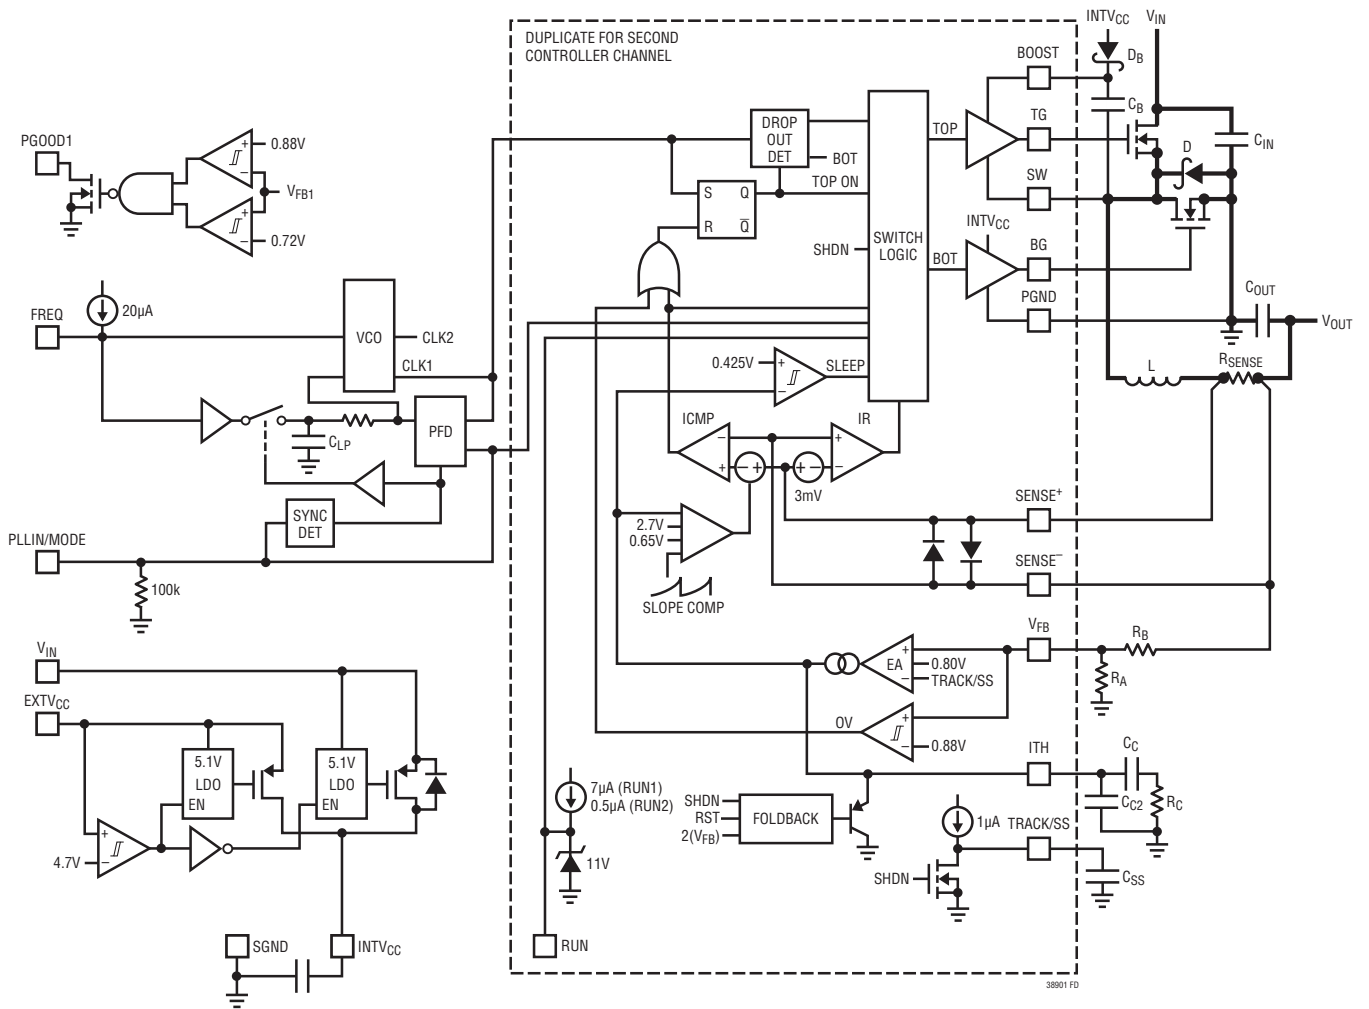 DUPLICATE FOR SECOND
CONTROLLER CHANNEL
INTVCC
VIN
BOOST
DB
CB
TG
CIN
D
SW
INTVCC
BG
PGND
COUT
VOUT
L
RSENSE
PGOOD1
+
0.88V
−
VFB1
+
−
0.72V
DROP
OUT
DET
BOT
TOP ON
S
Q
R
Q̅
SHDN
SWITCH
LOGIC
TOP
BOT
20µA
FREQ
VCO
CLK2
CLK1
CLP
PFD
SYNC
DET
PLLIN/MODE
100k
0.425V
+
−
SLEEP
ICMP
−
+
− +
+ −
3mV
IR
+
−
2.7V
0.65V
SLOPE COMP
SENSE+
SENSE−
VFB
RB
RA
EA
+
0.80V
−
TRACK/SS
OV
+
−
0.88V
ITH
CC
CC2
RC
VIN
EXTVCC
5.1V
LDO
EN
5.1V
LDO
EN
+
4.7V
−
7µA (RUN1)
0.5µA (RUN2)
11V
SHDN
RST
2(VFB)
FOLDBACK
1µA
TRACK/SS
SHDN
CSS
SGND
INTVCC
RUN
38901 FD